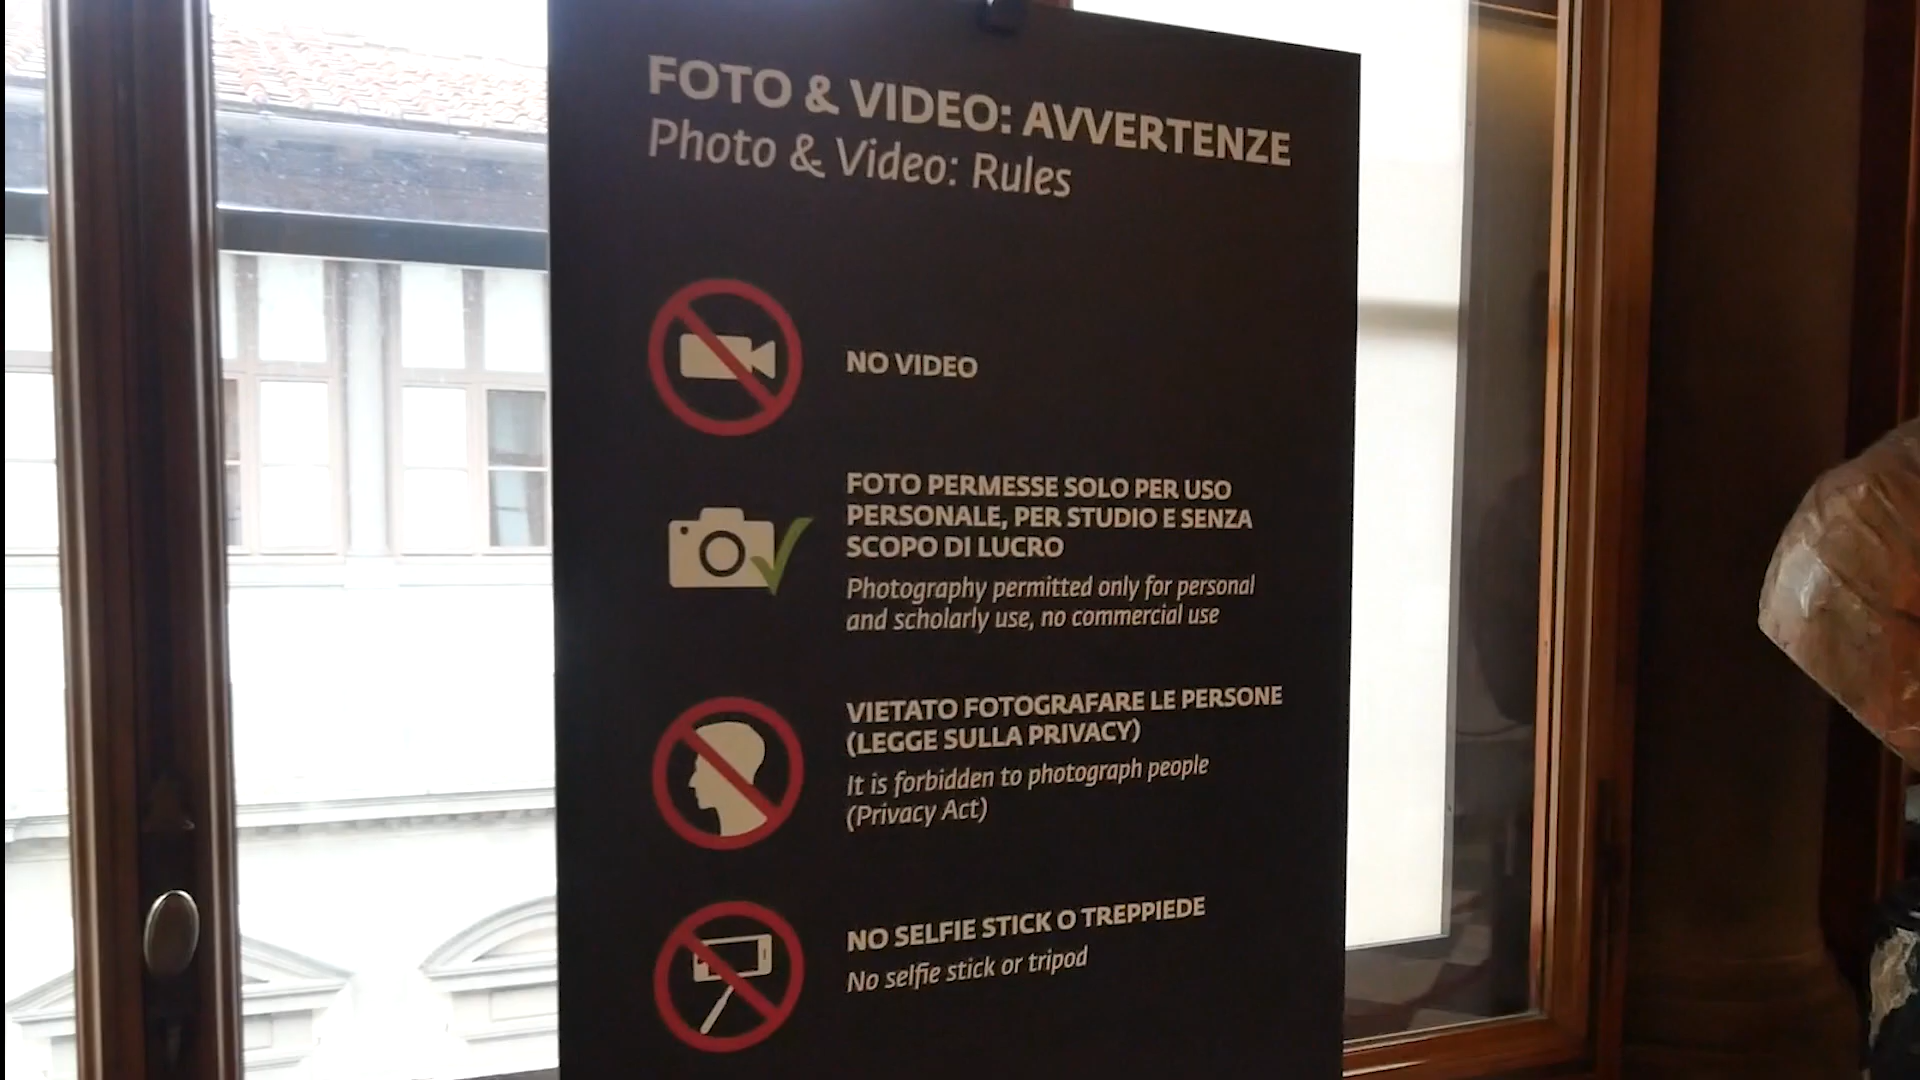 FOTO & VIDEO: AVVERTENZE
Photo & Video: Rules
NO VIDEO
FOTO PERMESSE SOLO PER USO
PERSONALE, PER STUDIO E SENZA
SCOPO DI LUCRO
Photography permitted only for personal
and scholarly use, no commercial use
VIETATO FOTOGRAFARE LE PERSONE
(LEGGE SULLA PRIVACY)
It is forbidden to photograph people
(Privacy Act)
NO SELFIE STICK O TREPPIEDE
No selfie stick or tripod